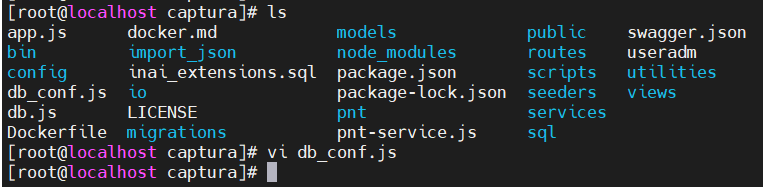 [root@localhost captura]# ls
app.js docker.md models public swagger.json
bin import_json node_modules routes useradm
config inai_extensions.sql package.json scripts utilities
db_conf.js io package-lock.json seeders views
db.js LICENSE pnt services
Dockerfile migrations pnt-service.js sql
[root@localhost captura]# vi db_conf.js
[root@localhost captura]#